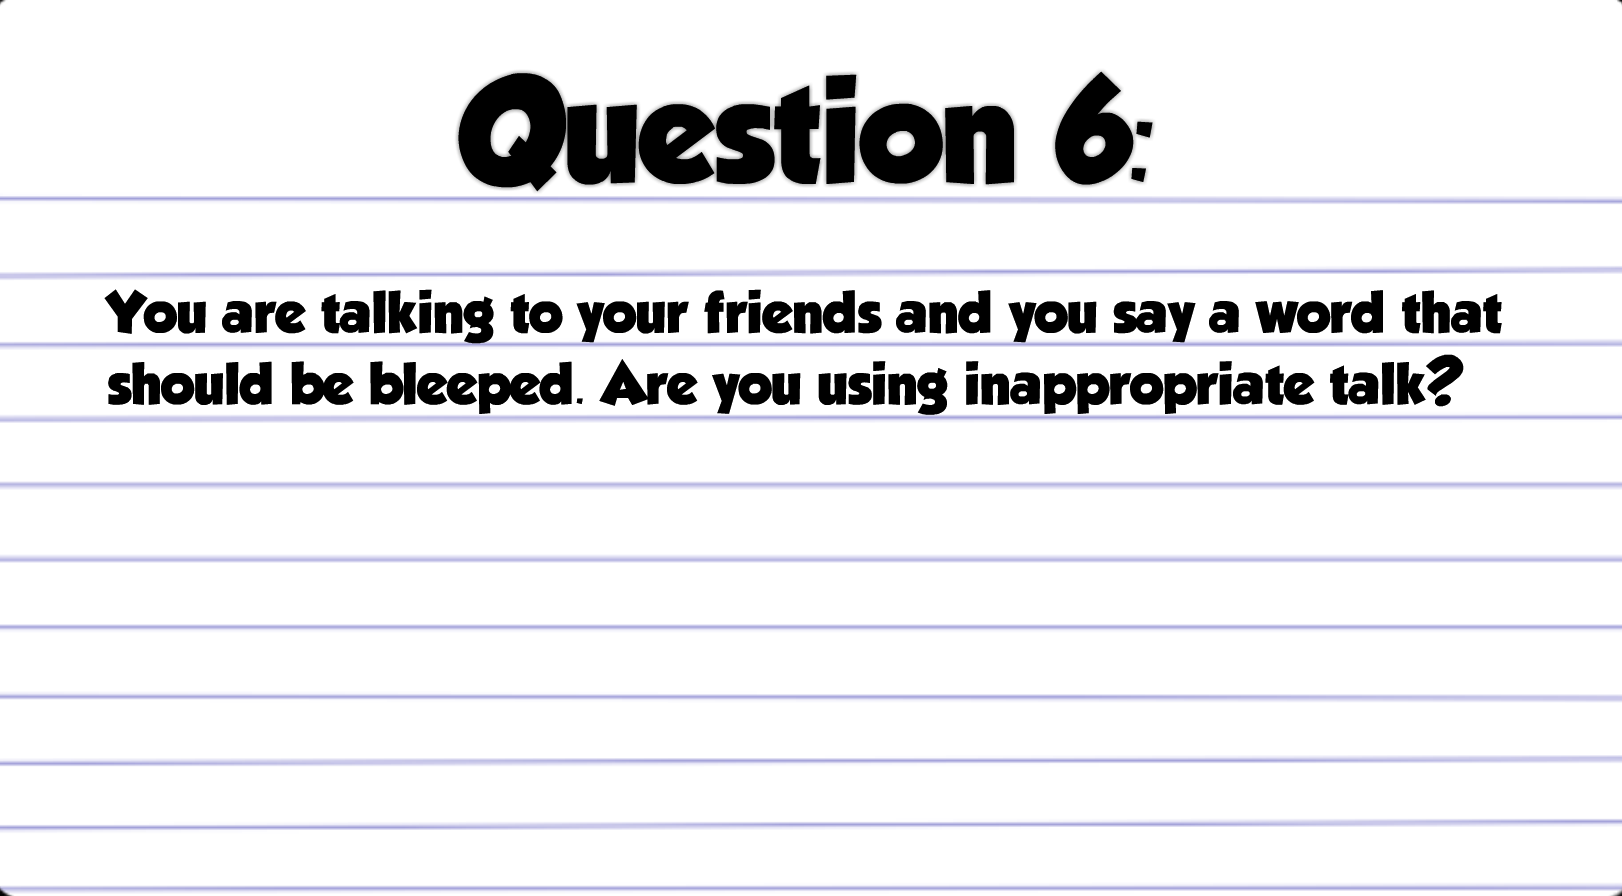 Question 6:
You are talking to your friends and you say a word that
should be bleeped. Are you using inappropriate talk?